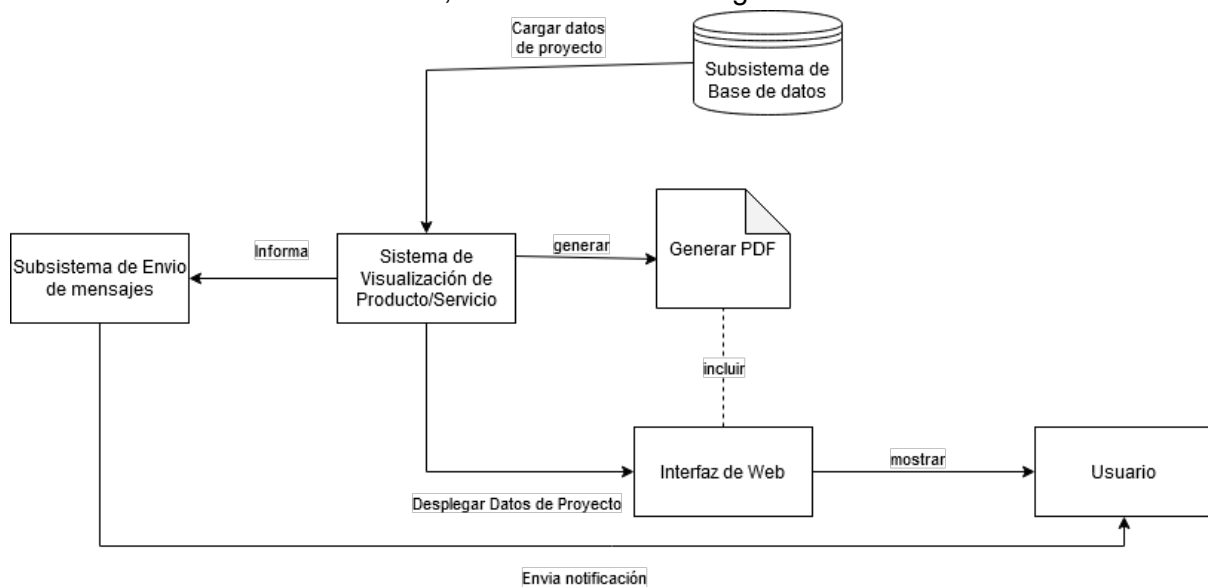 Cargar datos
de proyecto
Subsistema de
Base de datos
Informa
generar
Generar PDF
Subsistema de Envio
de mensajes
Sistema de
Visualización de
Producto/Servicio
incluir
Interfaz de Web
mostrar
Usuario
Desplegar Datos de Proyecto
Envia notificación